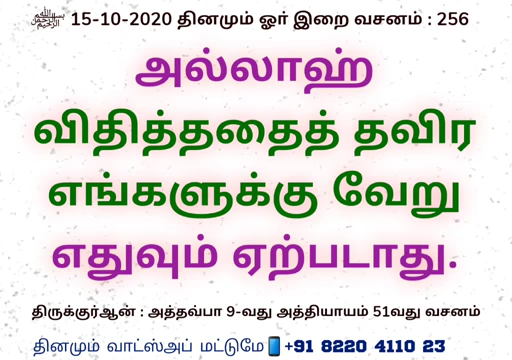 ﷽ 15-10-2020 தினமும் ஓர் இறை வசனம் : 256
அல்லாஹ்
விதித்ததைத் தவிர
எங்களுக்கு வேறு
எதுவும் ஏற்படாது.
திருக்குர்ஆன் : அத்தவ்பா 9-வது அத்தியாயம் 51வது வசனம்
தினமும் வாட்ஸ்அப் மட்டுமே +91 8220 4110 23